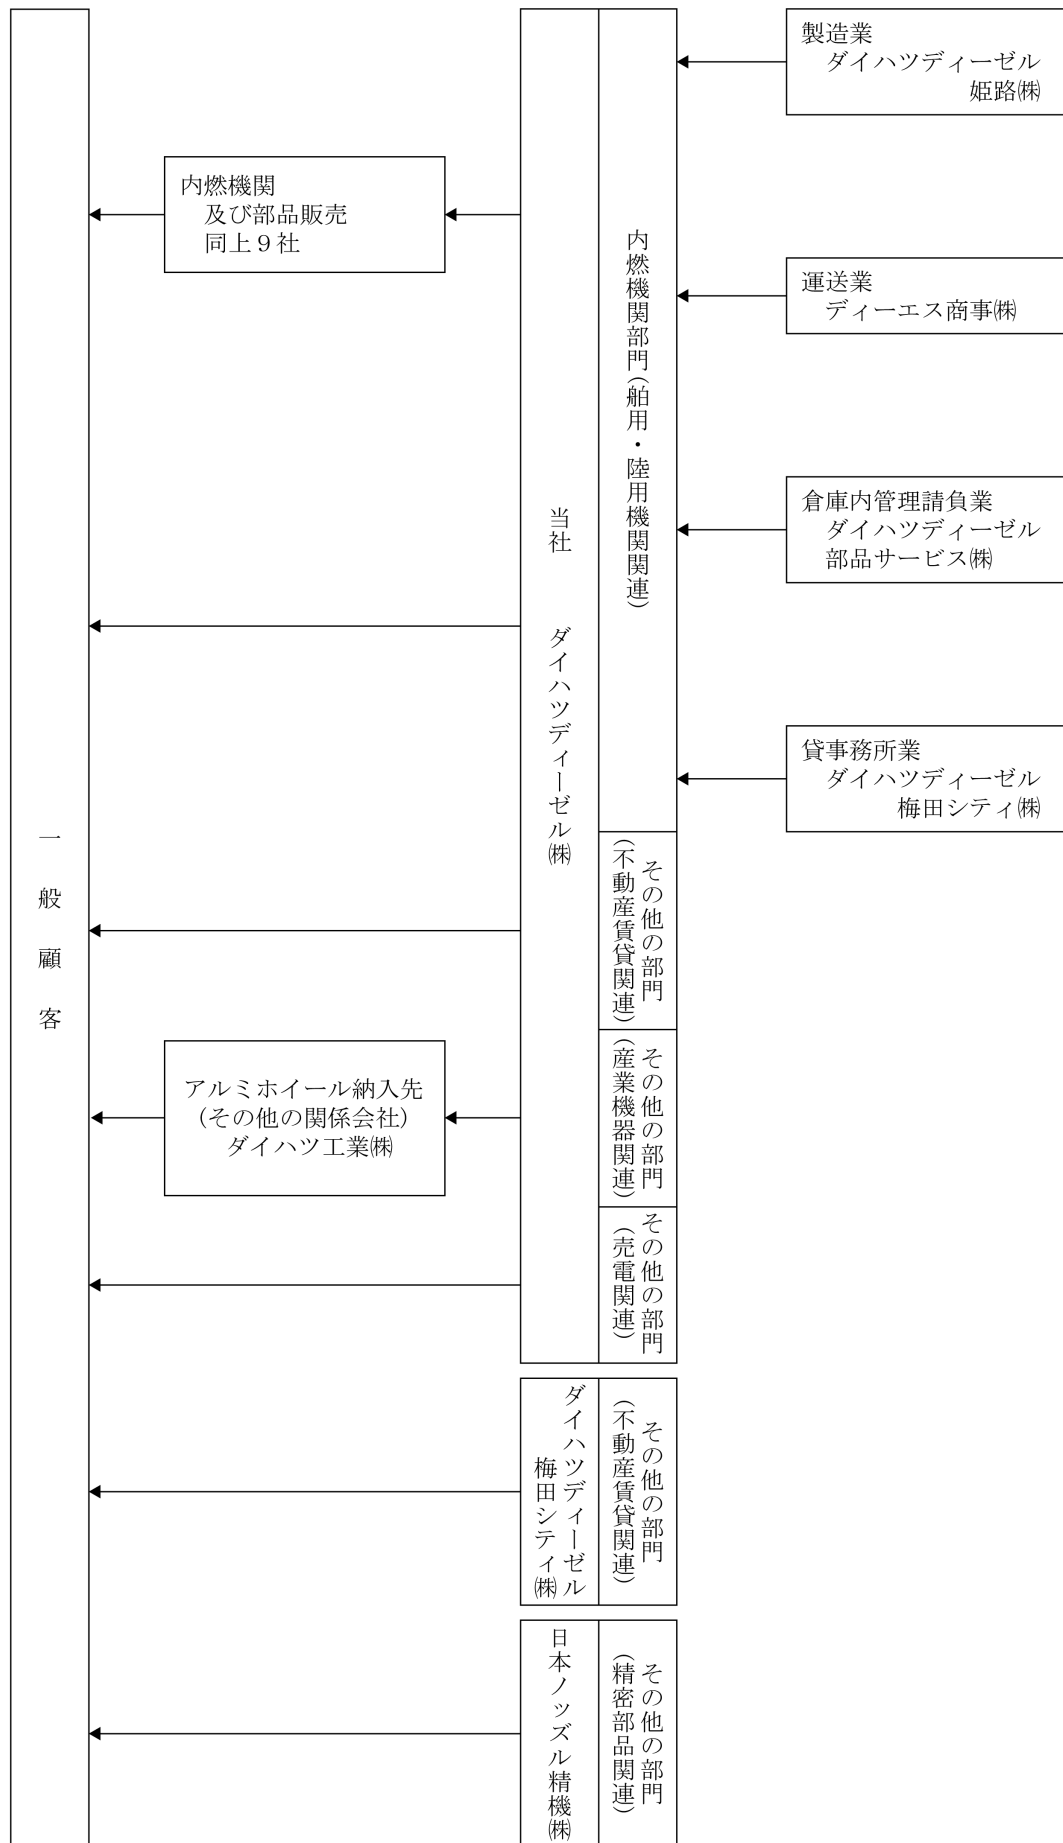 製造業
ダイハツディーゼル
姫路㈱
内燃機関
及び部品販売
同上９社
運送業
ディーエス商事㈱
倉庫内管理請負業
ダイハツディーゼル
部品サービス㈱
貸事務所業
ダイハツディーゼル
梅田シティ㈱
内燃機関部門(舶用・陸用機関関連)
当社　ダイハツディーゼル㈱
一般顧客
その他の部門
(不動産賃貸関連)
その他の部門
(産業機器関連)
アルミホイール納入先
(その他の関係会社)
ダイハツ工業㈱
その他の部門
(売電関連)
その他の部門
(不動産賃貸関連)
ダイハツディーゼル
梅田シティ㈱
その他の部門
(精密部品関連)
日本ノッズル精機㈱